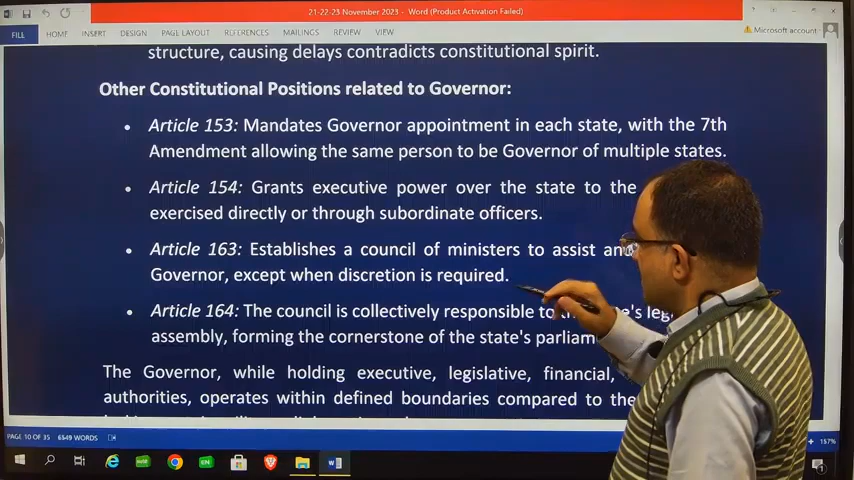 21-22-23 November 2023 - Word (Product Activation Failed)
FILL HOME INSERT DESIGN PAGE LAYOUT REFERENCES MAILINGS REVIEW VIEW
Microsoft account
structure, causing delays contradicts constitutional spirit.
Other Constitutional Positions related to Governor:
• Article 153: Mandates Governor appointment in each state, with the 7th
Amendment allowing the same person to be Governor of multiple states.
• Article 154: Grants executive power over the state to the
exercised directly or through subordinate officers.
• Article 163: Establishes a council of ministers to assist and
Governor, except when discretion is required.
• Article 164: The council is collectively responsible to the state's
assembly, forming the cornerstone of the state's
The Governor, while holding executive, legislative, financial,
authorities, operates within defined boundaries compared to the
PAGE 10 OF 35 6549 WORDS
157%